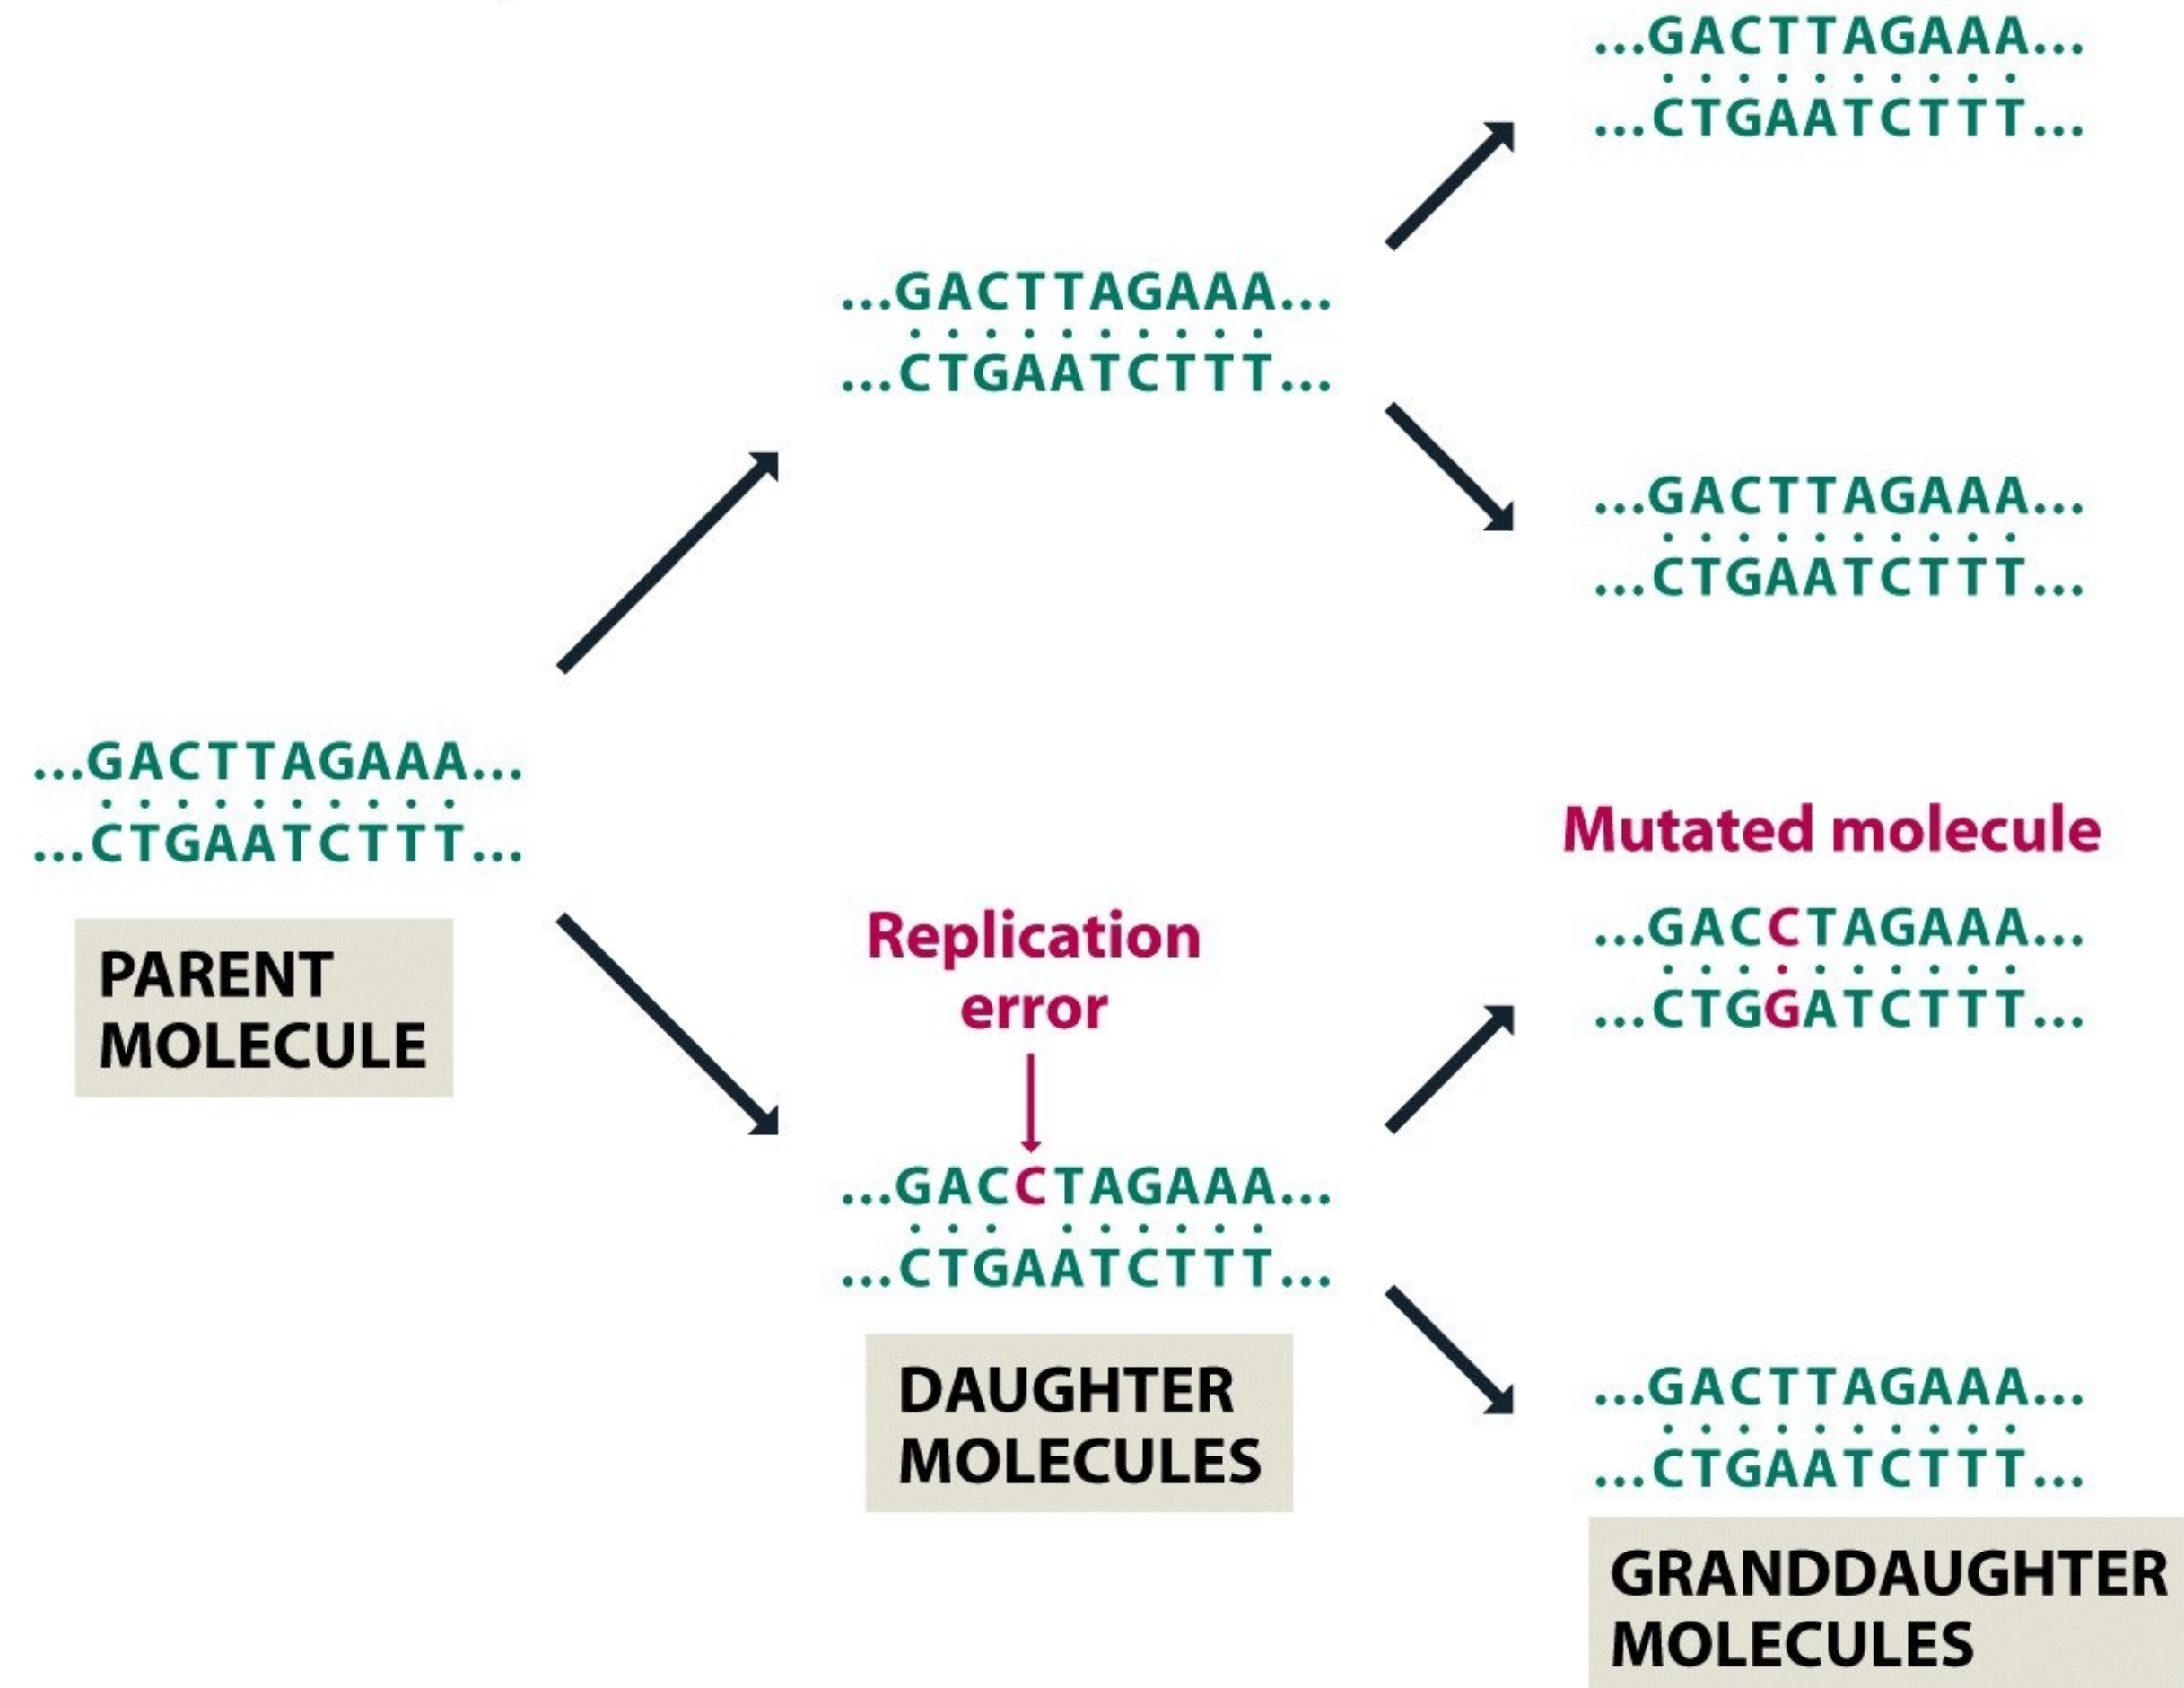 ...GACTTAGAAA...
...CTGAATCTTT...
...GACTTAGAAA...
...CTGAATCTTT...
...GACTTAGAAA...
...CTGAATCTTT...
...GACTTAGAAA...
...CTGAATCTTT...
PARENT
MOLECULE
Replication
error
...GACCTAGAAA...
...CTGAATCTTT...
DAUGHTER
MOLECULES
Mutated molecule
...GACCTAGAAA...
...CTGGATCTTT...
...GACTTAGAAA...
...CTGAATCTTT...
GRANDDAUGHTER
MOLECULES